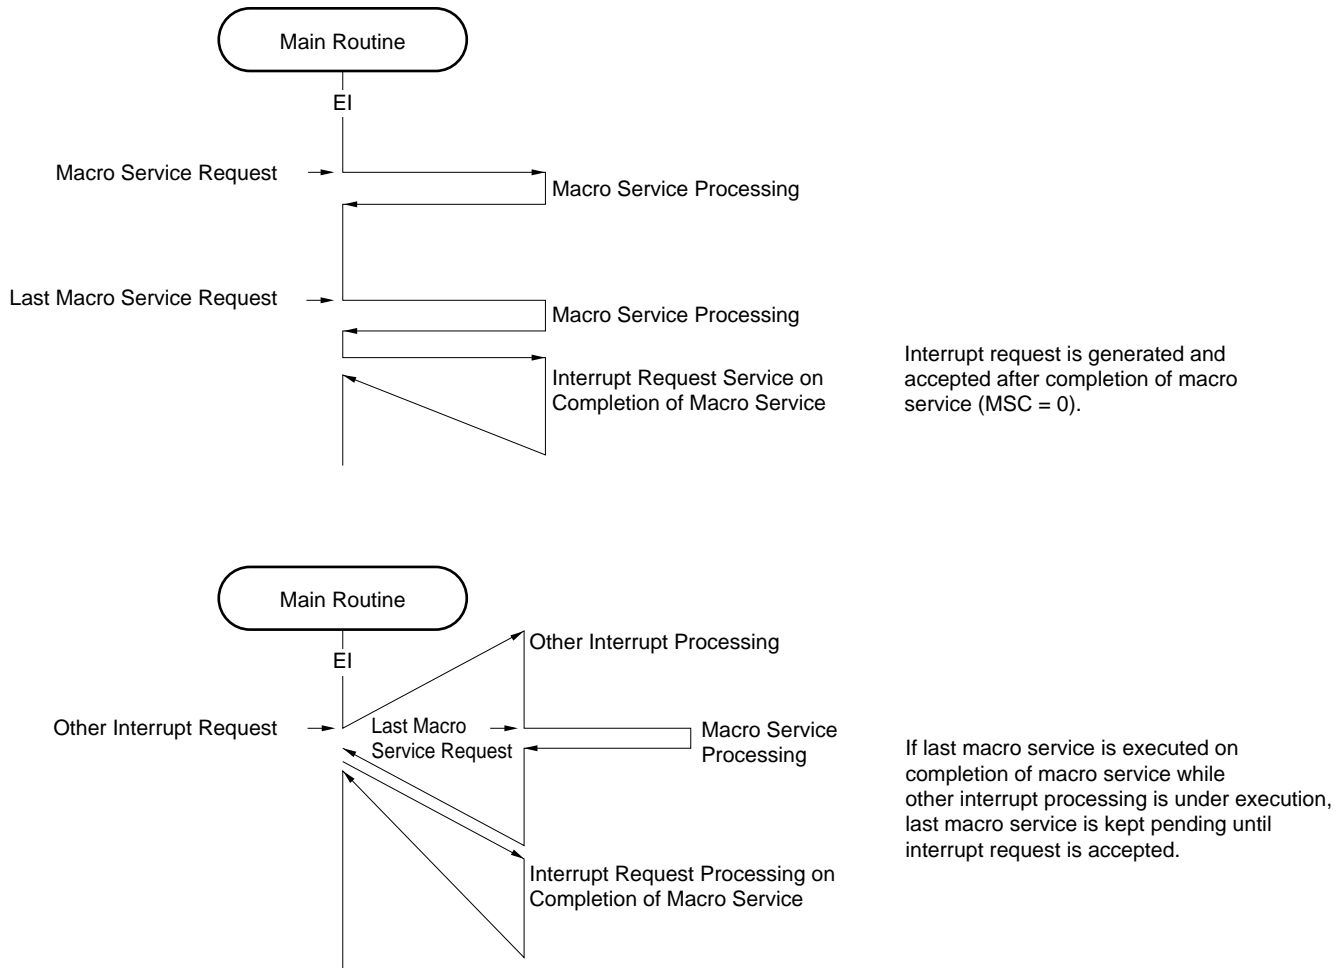 Main Routine
EI
Macro Service Request
Macro Service Processing
Last Macro Service Request
Macro Service Processing
Interrupt Request Service on
Completion of Macro Service
Interrupt request is generated and
accepted after completion of macro
service (MSC = 0).
Main Routine
EI
Other Interrupt Processing
Other Interrupt Request
Last Macro
Service Request
Macro Service
Processing
If last macro service is executed on
completion of macro service while
other interrupt processing is under execution,
last macro service is kept pending until
interrupt request is accepted.
Interrupt Request Processing on
Completion of Macro Service